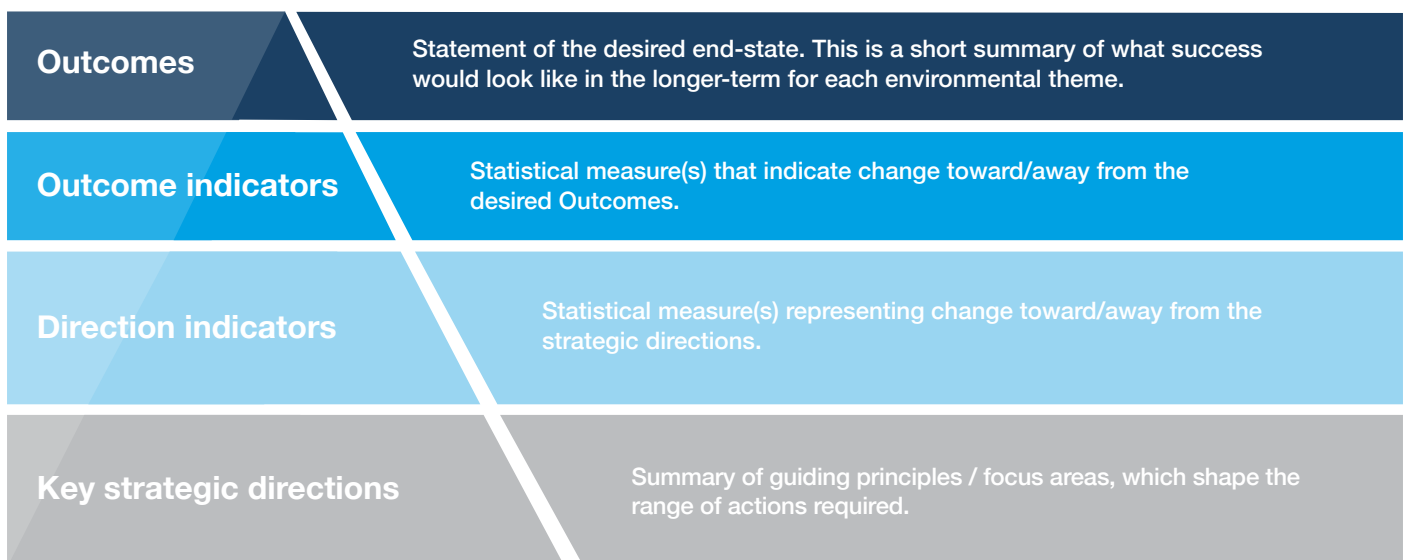 Outcomes
Statement of the desired end-state. This is a short summary of what success
would look like in the longer-term for each environmental theme.
Outcome indicators
Statistical measure(s) that indicate change toward/away from the
desired Outcomes.
Direction indicators
Statistical measure(s) representing change toward/away from the
strategic directions.
Key strategic directions
Summary of guiding principles / focus areas, which shape the
range of actions required.